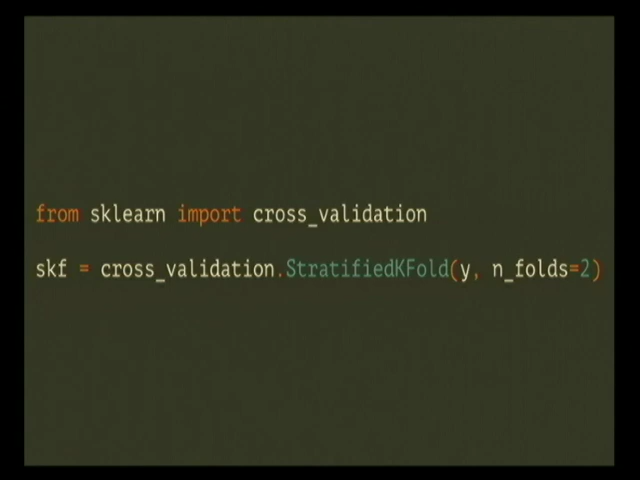 from sklearn import cross_validation
skf = cross_validation.StratifiedKFold(y, n_folds=2)